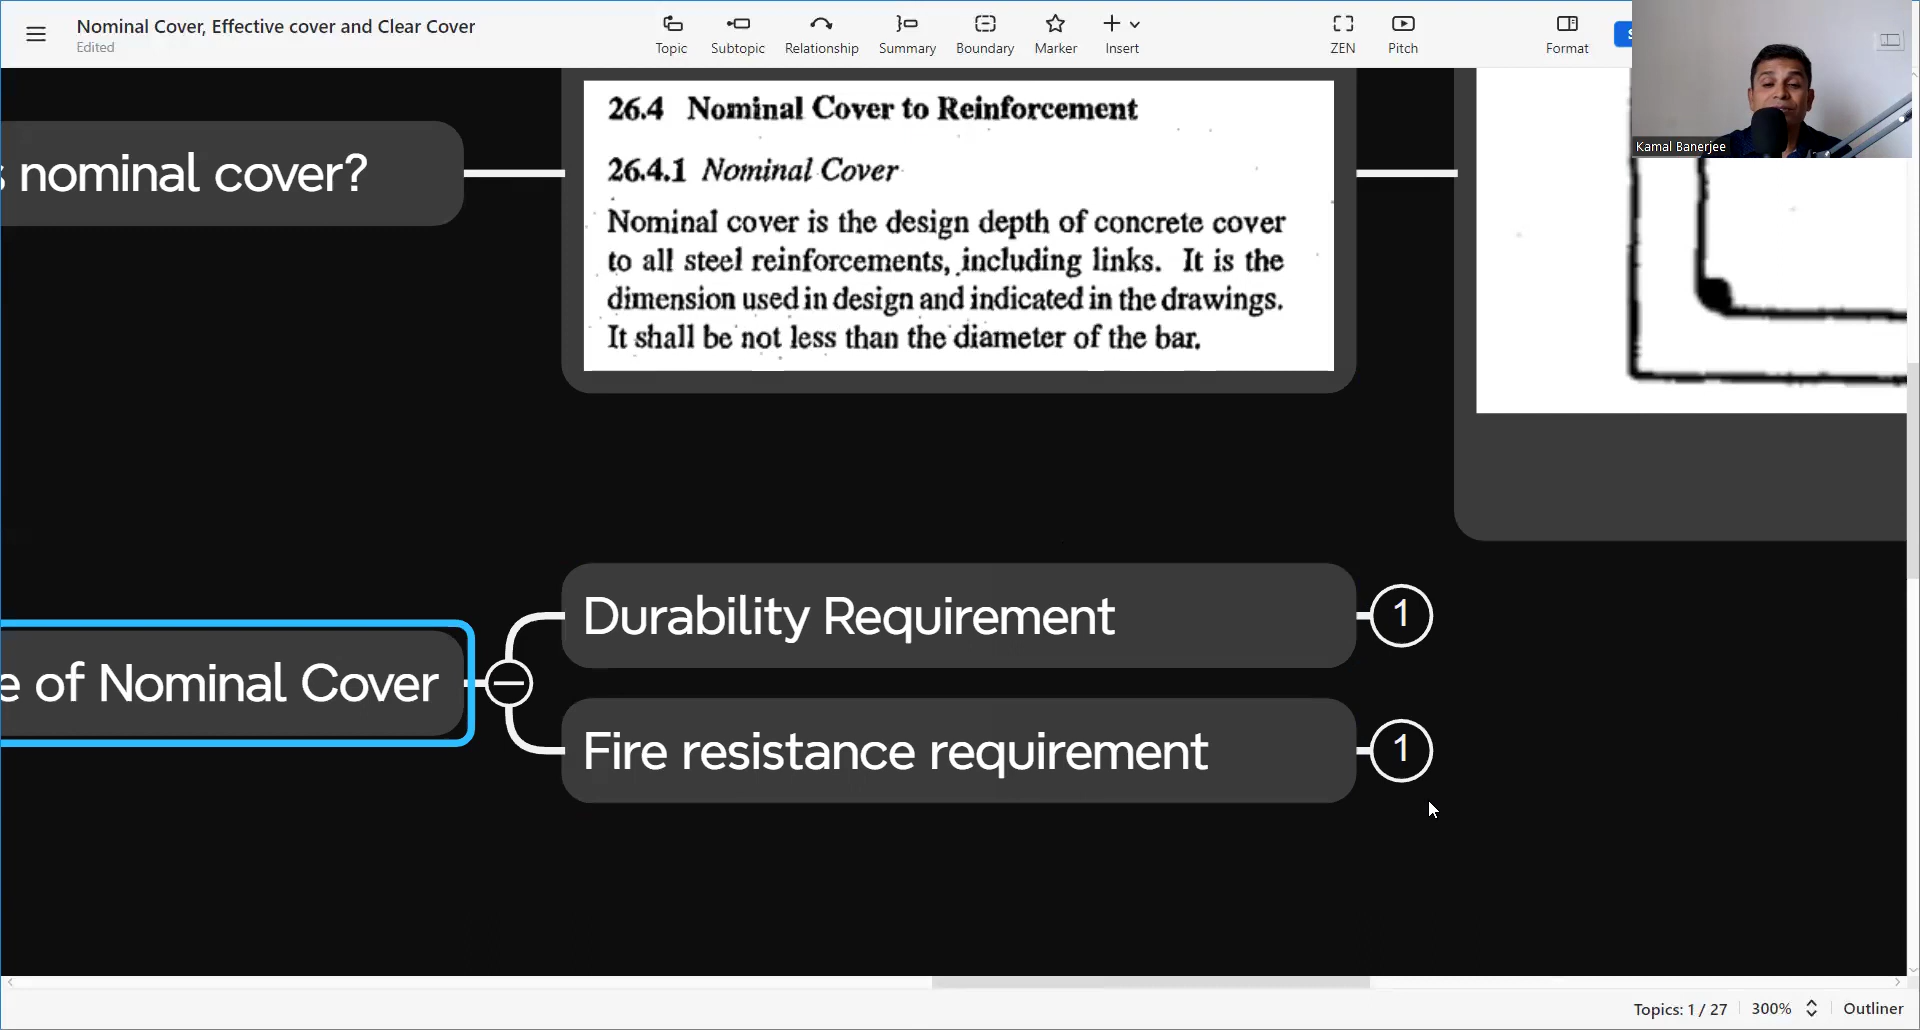 Nominal Cover, Effective cover and Clear Cover
Edited
Topic
Subtopic
Relationship
Summary
Boundary
Marker
Insert
ZEN
Pitch
Format
Kamal Banerjee
nominal cover?
26.4 Nominal Cover to Reinforcement
26.4.1 Nominal Cover
Nominal cover is the design depth of concrete cover
to all steel reinforcements, including links. It is the
dimension used in design and indicated in the drawings.
It shall be not less than the diameter of the bar.
e of Nominal Cover
Durability Requirement
1
Fire resistance requirement
1
Topics: 1 / 27
300%
Outliner